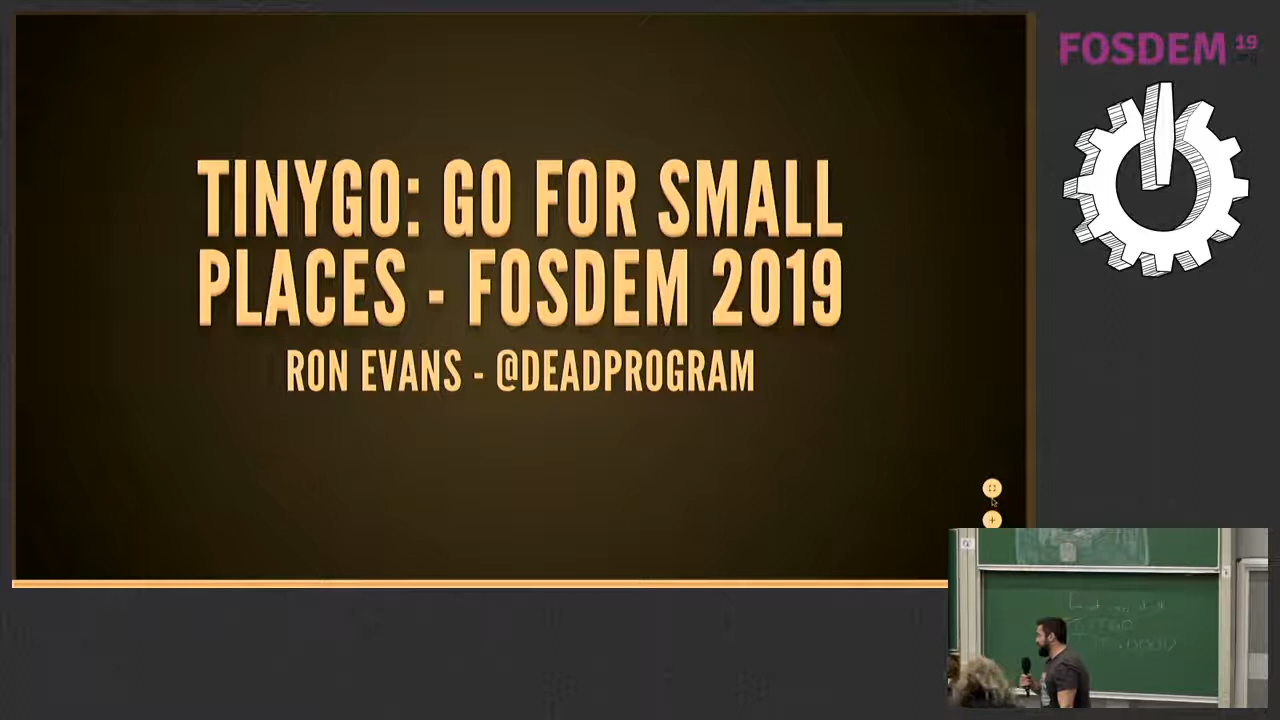 TINYGO: GO FOR SMALL
PLACES - FOSDEM 2019
RON EVANS - @DEADPROGRAM
FOSDEM 19